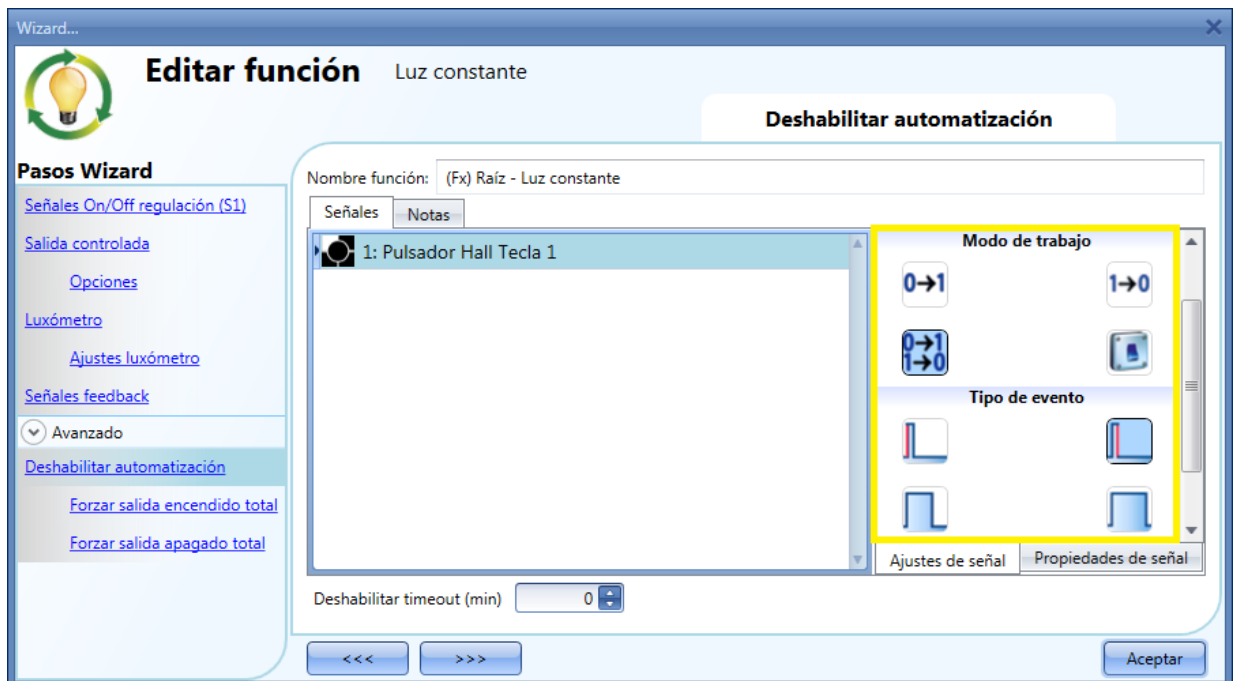 Wizard...
Editar función Luz constante
Deshabilitar automatización
Pasos Wizard
Señales On/Off regulación (S1)
Salida controlada
Opciones
Luxómetro
Ajustes luxómetro
Señales feedback
Avanzado
Deshabilitar automatización
Forzar salida encendido total
Forzar salida apagado total
Nombre función: (Fx) Raíz - Luz constante
Señales Notas
1: Pulsador Hall Tecla 1
Modo de trabajo
0→1 1→0
0→1
1→0
Tipo de evento
Ajustes de señal Propiedades de señal
Deshabilitar timeout (min) 0
<<< >>> Aceptar